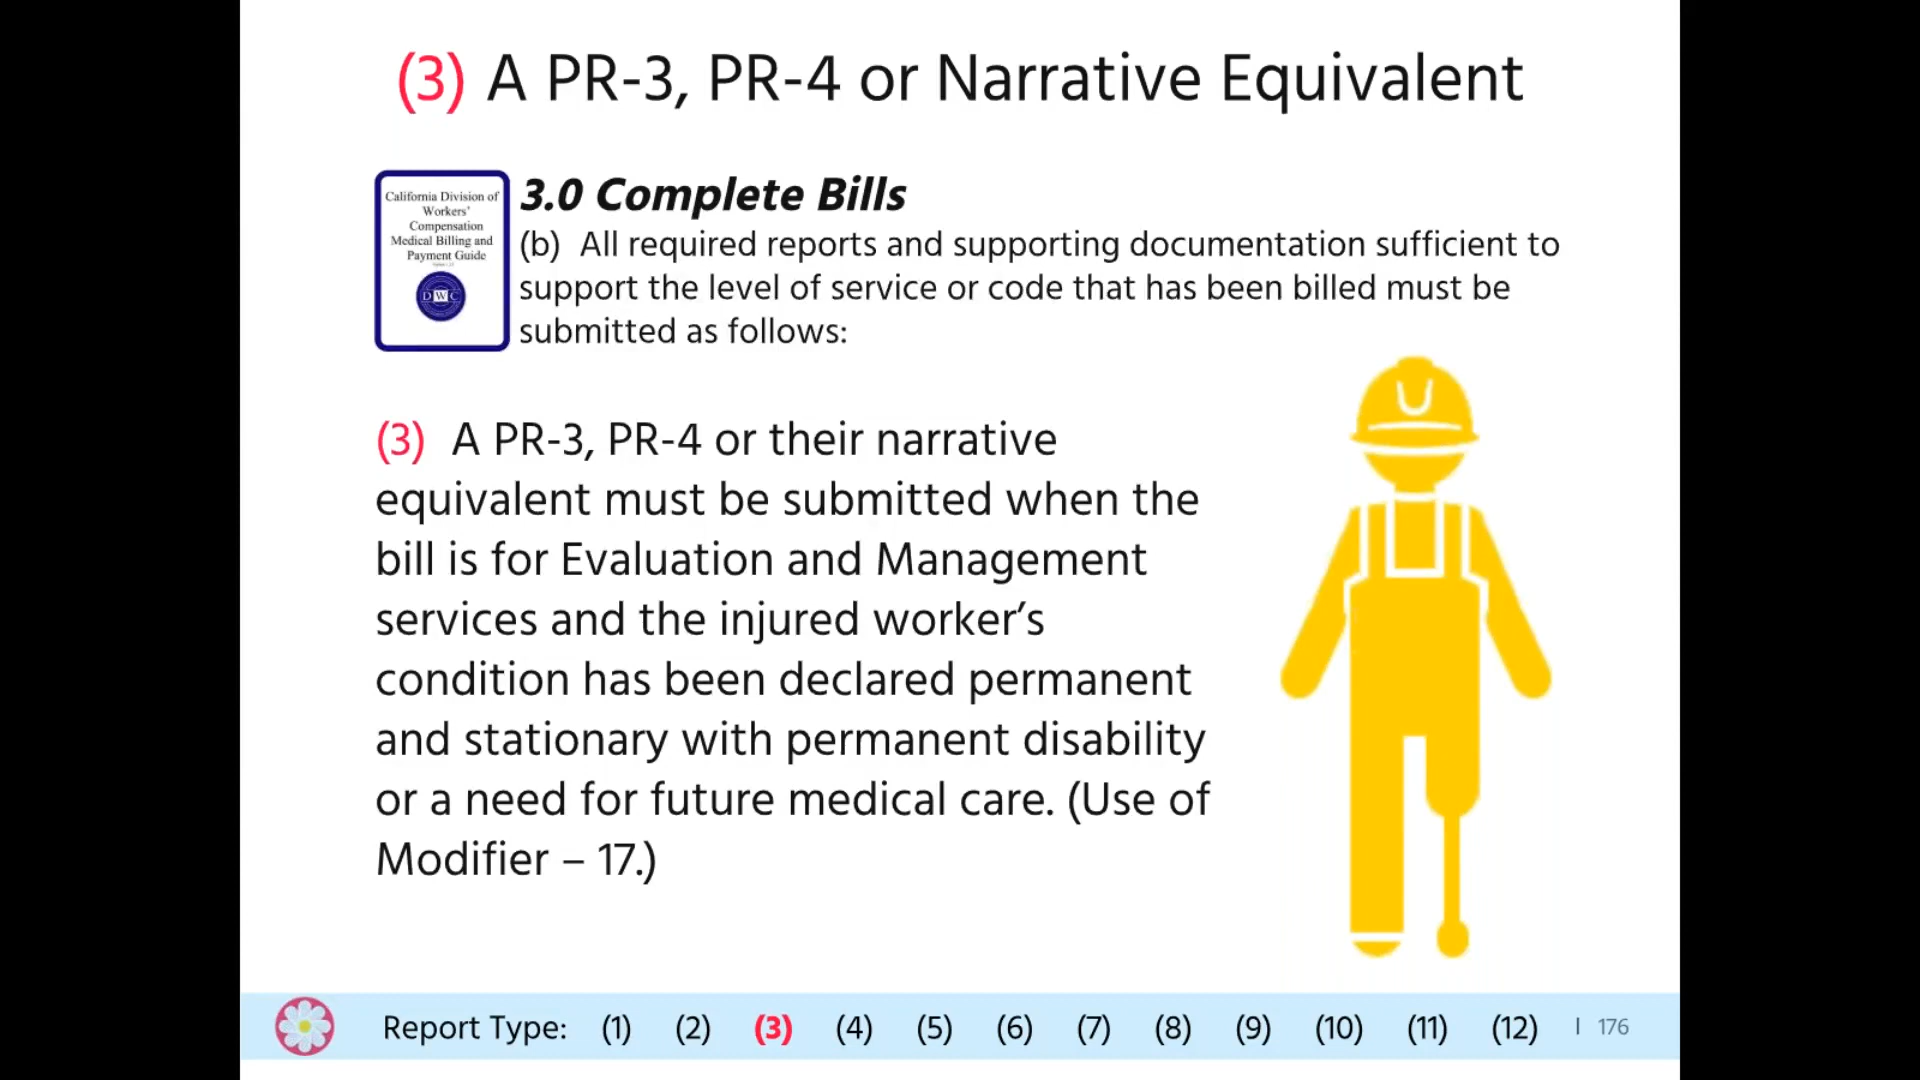 (3) A PR-3, PR-4 or Narrative Equivalent
California Division of
Workers'
Compensation
Medical Billing and
Payment Guide
DWC
3.0 Complete Bills
(b) All required reports and supporting documentation sufficient to
support the level of service or code that has been billed must be
submitted as follows:
(3) A PR-3, PR-4 or their narrative
equivalent must be submitted when the
bill is for Evaluation and Management
services and the injured worker’s
condition has been declared permanent
and stationary with permanent disability
or a need for future medical care. (Use of
Modifier – 17.)
Report Type: (1) (2) (3) (4) (5) (6) (7) (8) (9) (10) (11) (12) | 176